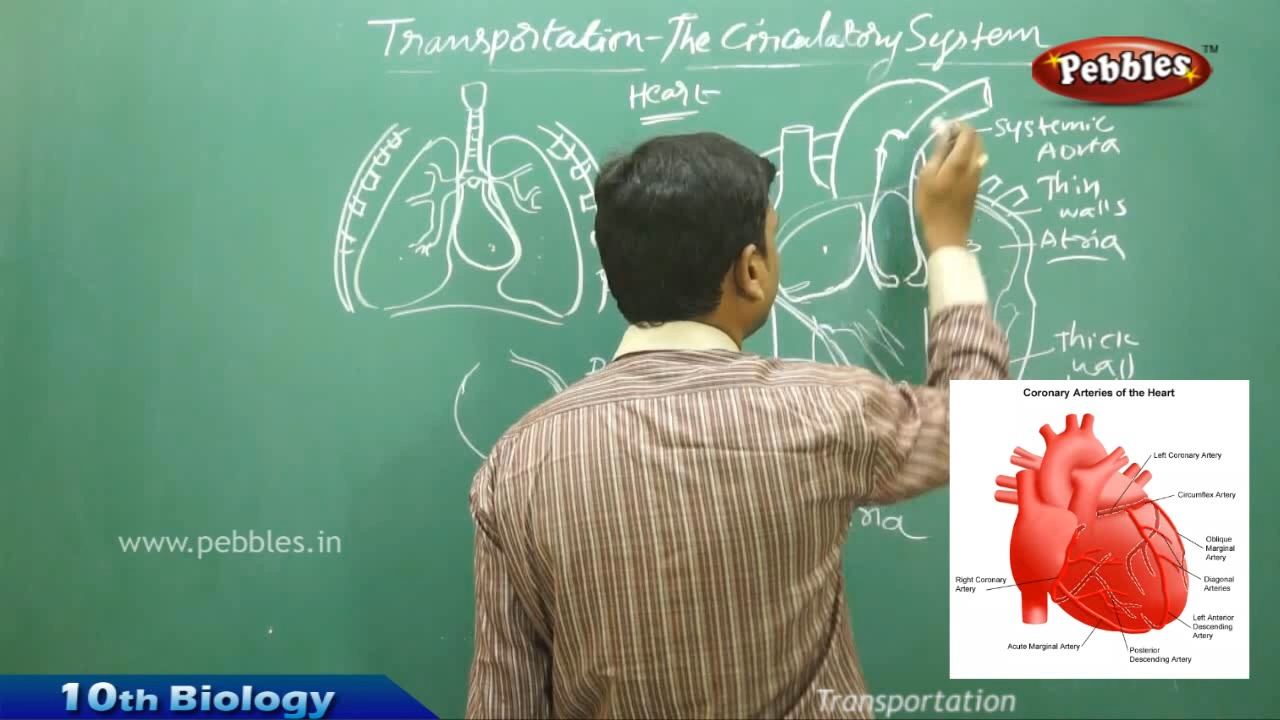 Transportation-The Circulatory System
Pebbles™
Heart
Systemic
Aorta
Thin
walls
Atria
Thick
wall
Coronary Arteries of the Heart
Left Coronary Artery
Circumflex Artery
Oblique
Marginal
Artery
Diagonal
Arteries
Right Coronary
Artery
Left Anterior
Descending
Artery
Acute Marginal Artery
Posterior
Descending Artery
www.pebbles.in
10th Biology
Transportation